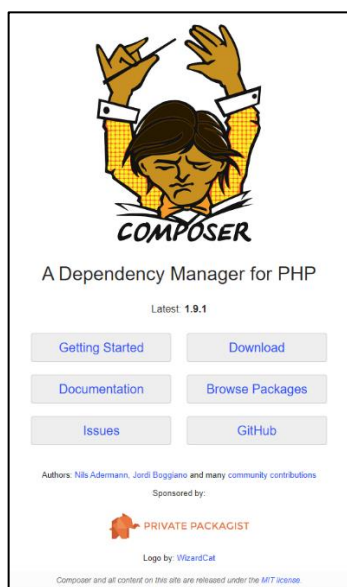 COMPOSER
A Dependency Manager for PHP
Latest: 1.9.1
Getting Started
Download
Documentation
Browse Packages
Issues
GitHub
Authors: Nils Adermann, Jordi Boggiano and many community contributions
Sponsored by:
PRIVATE PACKAGIST
Logo by: WizardCat
Composer and all content on this site are released under the MIT license